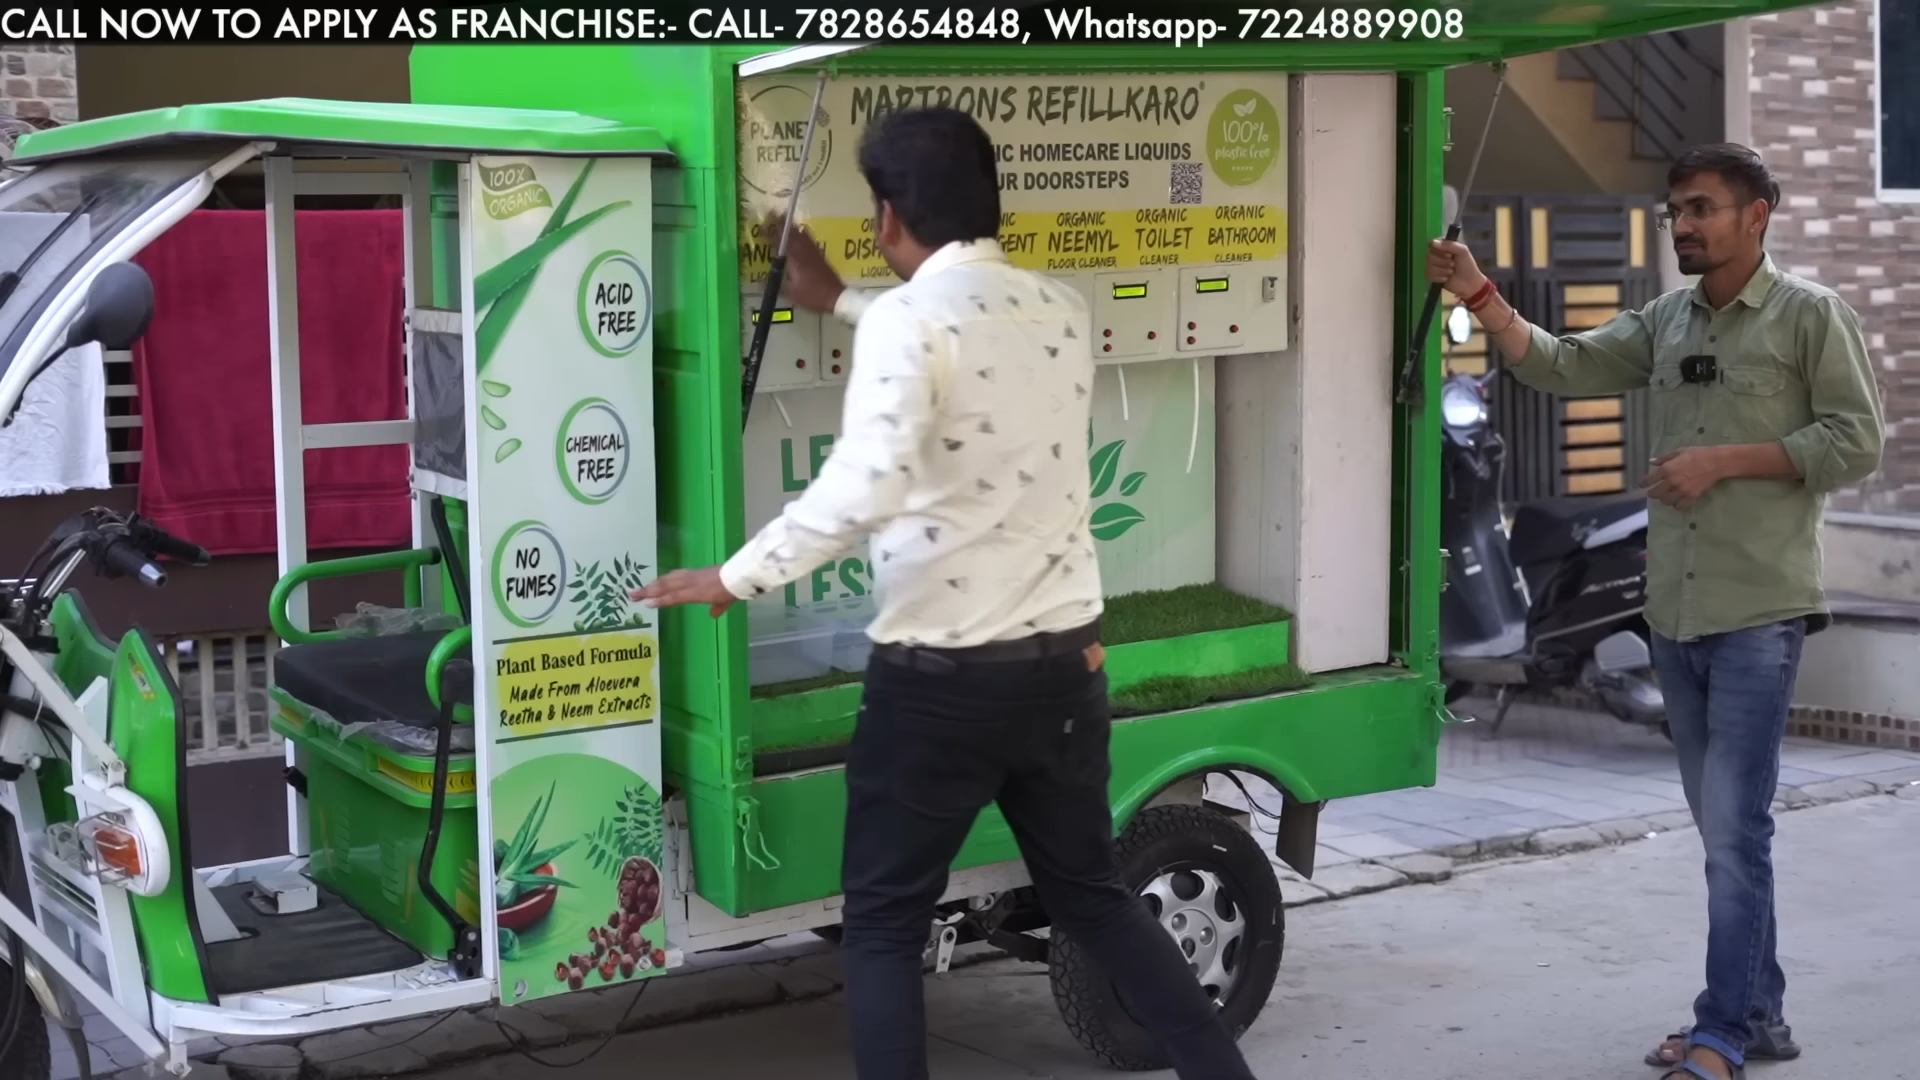 CALL NOW TO APPLY AS FRANCHISE:- CALL- 7828654848, Whatsapp- 7224889908
PLANET
REFILL
MARTRONS REFILLKARO
100%
plastic free
HOMECARE LIQUIDS
DOORSTEPS
ORGANIC
NEEMYL
FLOOR CLEANER
ORGANIC
TOILET
CLEANER
ORGANIC
BATHROOM
CLEANER
100%
ORGANIC
ACID
FREE
CHEMICAL
FREE
NO
FUMES
Plant Based Formula
Made From Aloevera
Reetha & Neem Extracts